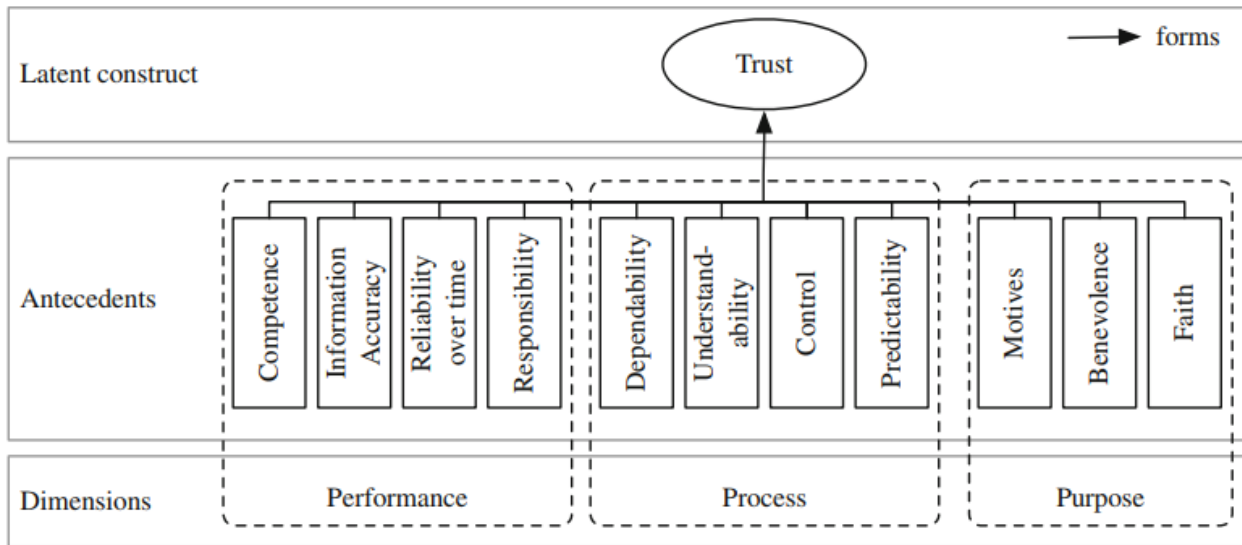 Trust
forms
Latent construct
Antecedents
Competence
Information
Accuracy
Reliability
over time
Responsibility
Dependability
Understand-
ability
Control
Predictability
Motives
Benevolence
Faith
Dimensions
Performance
Process
Purpose